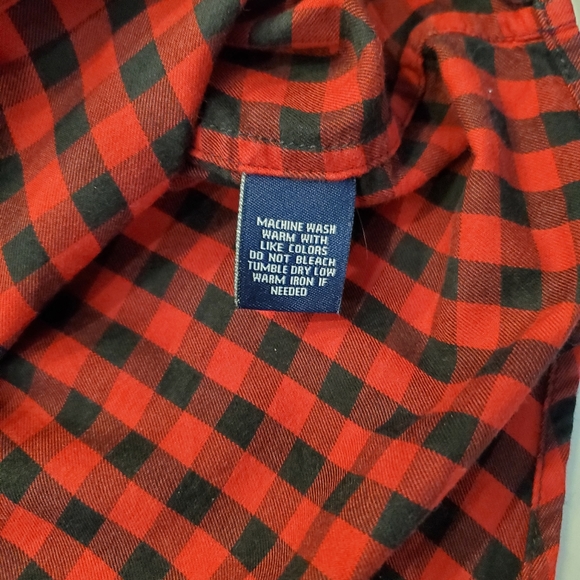 MACHINE WASH
WARM WITH
LIKE COLORS
DO NOT BLEACH
TUMBLE DRY LOW
WARM IRON IF
NEEDED